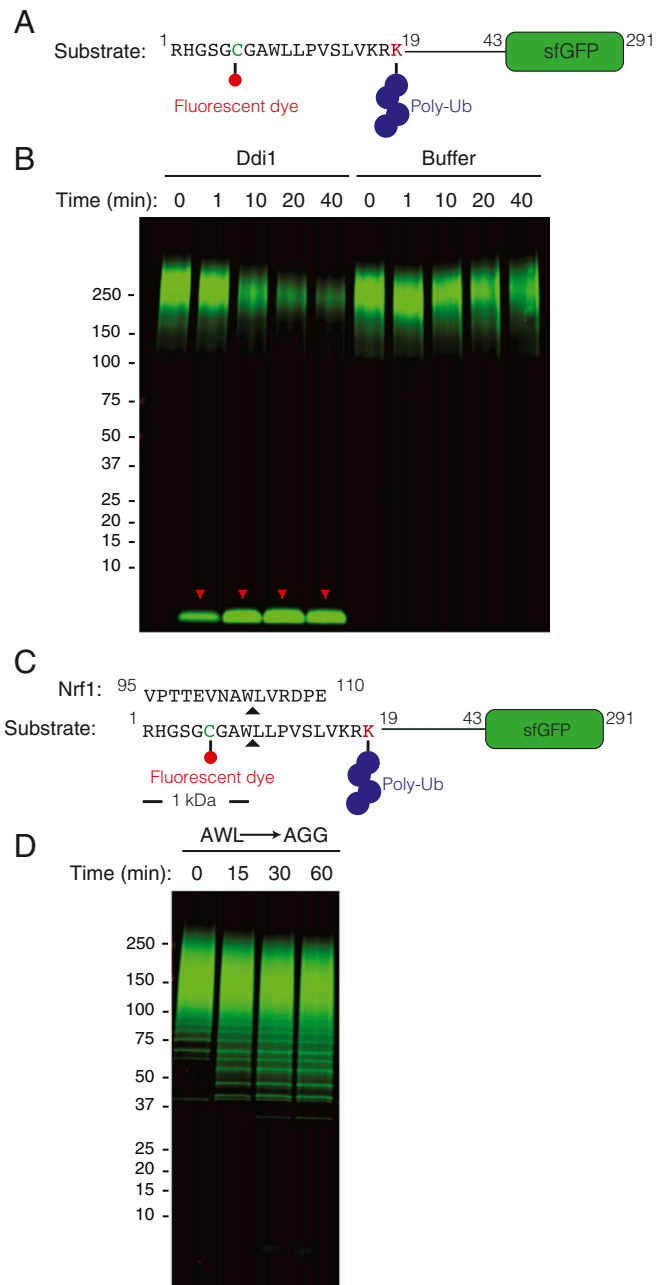 A
Substrate: 1 RHGSGCGAWLLPVSLVKRK 19 43 sfGFP 291
Fluorescent dye Poly-Ub
B
Ddi1 Buffer
Time (min): 0 1 10 20 40 0 1 10 20 40
250 -
150 -
100 -
75 -
50 -
37 -
25 -
20 -
15 -
10 -
C
Nrf1: 95 VPTTEVNAWLVRDPE 110
Substrate: 1 RHGSGCGAWLLPVSLVKRK 19 43 sfGFP 291
Fluorescent dye Poly-Ub
1 kDa
D
AWL→AGG
Time (min): 0 15 30 60
250 -
150 -
100 -
75 -
50 -
37 -
25 -
20 -
15 -
10 -